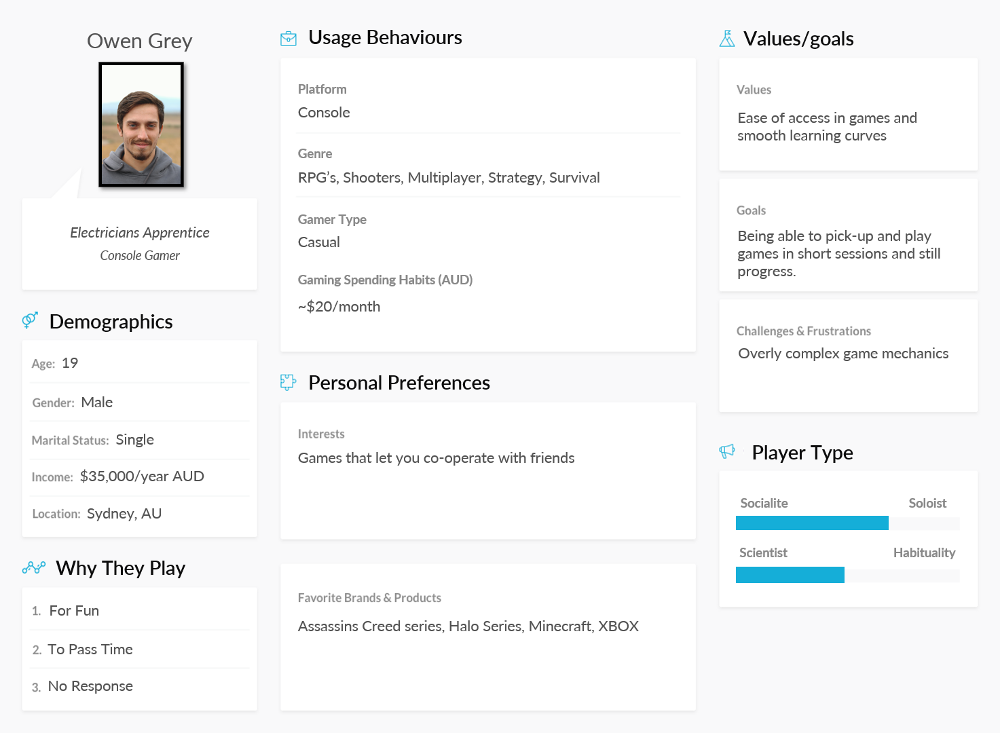 Owen Grey
Electricians Apprentice
Console Gamer
Demographics
Age: 19
Gender: Male
Marital Status: Single
Income: $35,000/year AUD
Location: Sydney, AU
Why They Play
1. For Fun
2. To Pass Time
3. No Response
Usage Behaviours
Platform
Console
Genre
RPG’s, Shooters, Multiplayer, Strategy, Survival
Gamer Type
Casual
Gaming Spending Habits (AUD)
~$20/month
Personal Preferences
Interests
Games that let you co-operate with friends
Favorite Brands & Products
Assassins Creed series, Halo Series, Minecraft, XBOX
Values/goals
Values
Ease of access in games and
smooth learning curves
Goals
Being able to pick-up and play
games in short sessions and still
progress.
Challenges & Frustrations
Overly complex game mechanics
Player Type
Socialite Soloist
Scientist Habituality